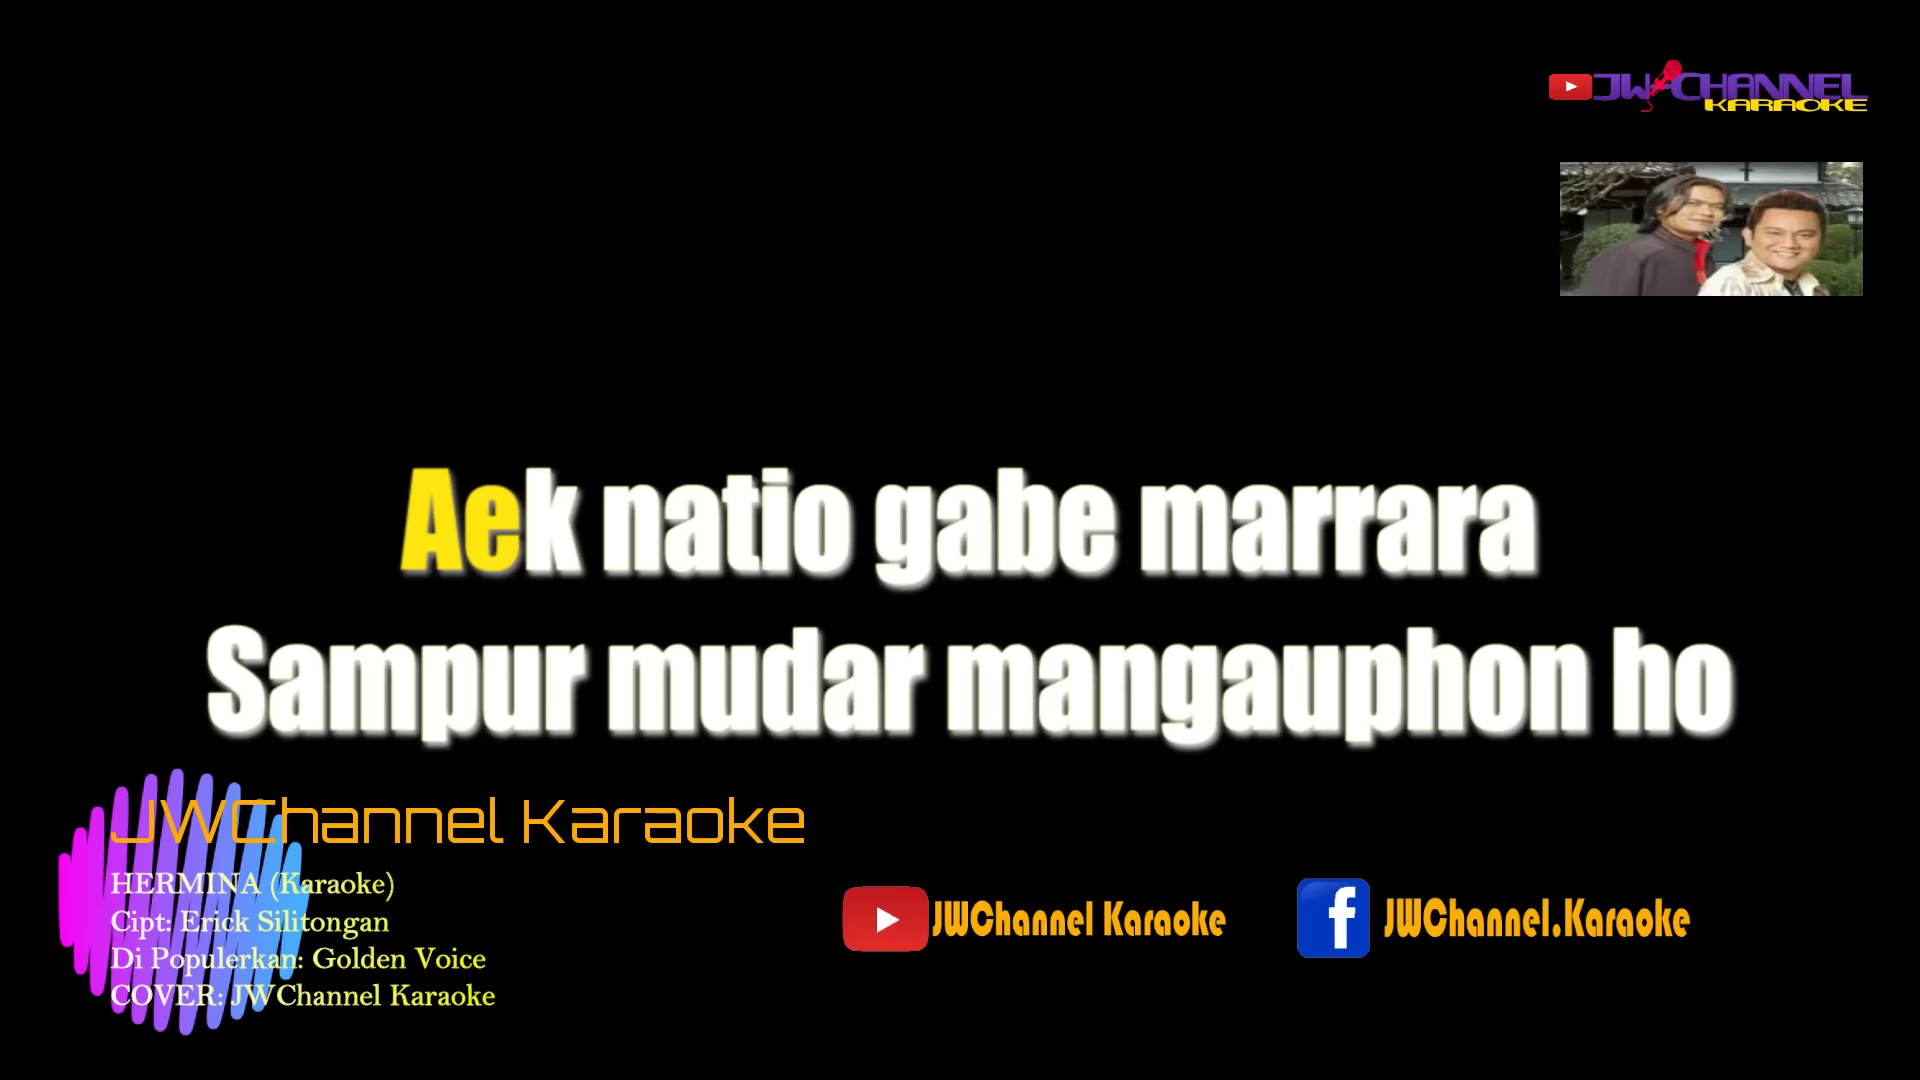 JW CHANNEL
KARAOKE
Aek natio gabe marrara
Sampur mudar mangauphon ho
JWChannel Karaoke
HERMINA (Karaoke)
Cipt: Erick Silitongan
Di Populerkan: Golden Voice
COVER: JWChannel Karaoke
JWChannel Karaoke
JWChannel.Karaoke